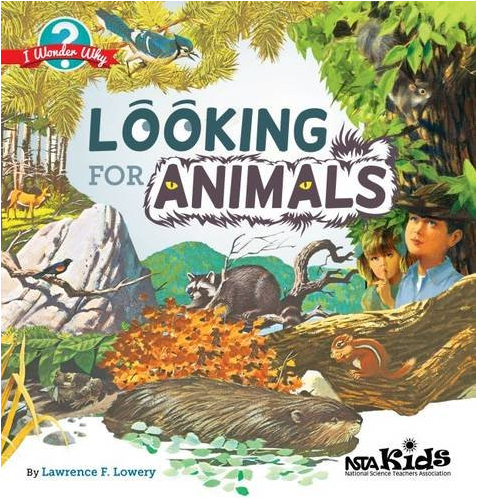 ?
I Wonder Why
LOOKING
FOR ANIMALS
By Lawrence F. Lowery
NSTA Kids
National Science Teachers Association